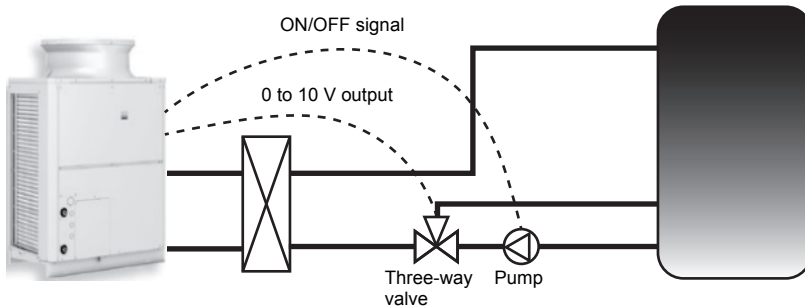 ON/OFF signal
0 to 10 V output
Three-way
valve
Pump